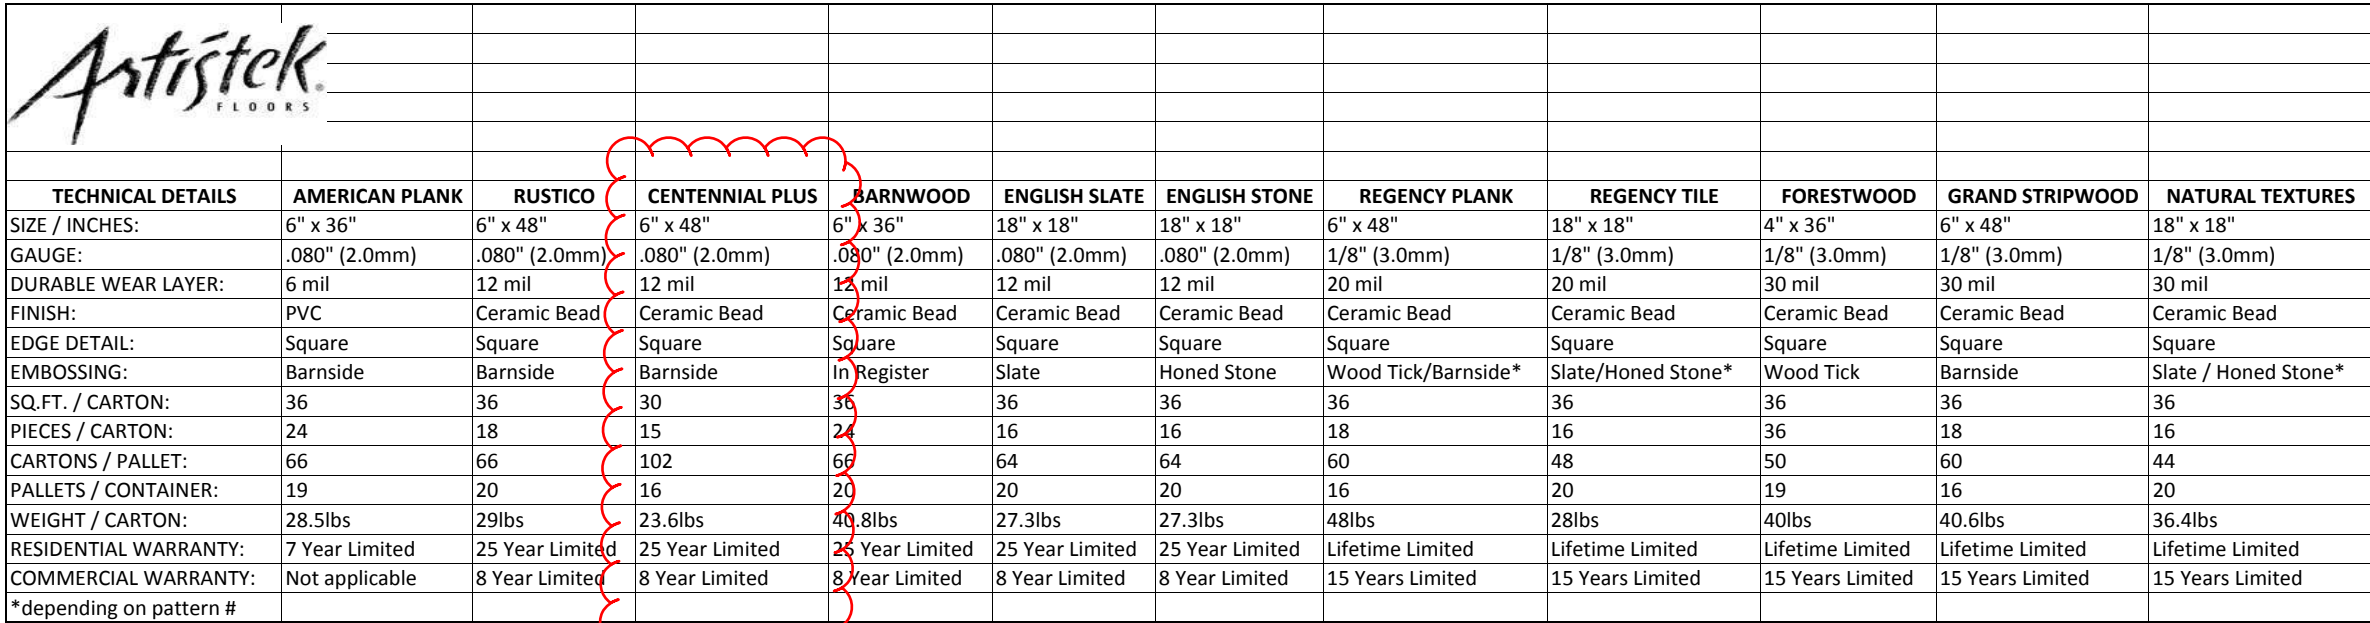 Artistek®
FLOORS
TECHNICAL DETAILS AMERICAN PLANK RUSTICO CENTENNIAL PLUS BARNWOOD ENGLISH SLATE ENGLISH STONE REGENCY PLANK REGENCY TILE FORESTWOOD GRAND STRIPWOOD NATURAL TEXTURES
SIZE / INCHES: 6" x 36" 6" x 48" 6" x 48" 6" x 36" 18" x 18" 18" x 18" 6" x 48" 18" x 18" 4" x 36" 6" x 48" 18" x 18"
GAUGE: .080" (2.0mm) .080" (2.0mm) .080" (2.0mm) .080" (2.0mm) .080" (2.0mm) .080" (2.0mm) 1/8" (3.0mm) 1/8" (3.0mm) 1/8" (3.0mm) 1/8" (3.0mm) 1/8" (3.0mm)
DURABLE WEAR LAYER: 6 mil 12 mil 12 mil 12 mil 12 mil 12 mil 20 mil 20 mil 30 mil 30 mil 30 mil
FINISH: PVC Ceramic Bead Ceramic Bead Ceramic Bead Ceramic Bead Ceramic Bead Ceramic Bead Ceramic Bead Ceramic Bead Ceramic Bead Ceramic Bead
EDGE DETAIL: Square Square Square Square Square Square Square Square Square Square Square
EMBOSSING: Barnside Barnside Barnside In Register Slate Honed Stone Wood Tick/Barnside* Slate/Honed Stone* Wood Tick Barnside Slate / Honed Stone*
SQ.FT. / CARTON: 36 36 30 36 36 36 36 36 36 36 36
PIECES / CARTON: 24 18 15 24 16 16 18 16 36 18 16
CARTONS / PALLET: 66 66 102 66 64 64 60 48 50 60 44
PALLETS / CONTAINER: 19 20 16 20 20 20 16 20 19 16 20
WEIGHT / CARTON: 28.5lbs 29lbs 23.6lbs 40.8lbs 27.3lbs 27.3lbs 48lbs 28lbs 40lbs 40.6lbs 36.4lbs
RESIDENTIAL WARRANTY: 7 Year Limited 25 Year Limited 25 Year Limited 25 Year Limited 25 Year Limited 25 Year Limited Lifetime Limited Lifetime Limited Lifetime Limited Lifetime Limited Lifetime Limited
COMMERCIAL WARRANTY: Not applicable 8 Year Limited 8 Year Limited 8 Year Limited 8 Year Limited 8 Year Limited 15 Years Limited 15 Years Limited 15 Years Limited 15 Years Limited 15 Years Limited
*depending on pattern #